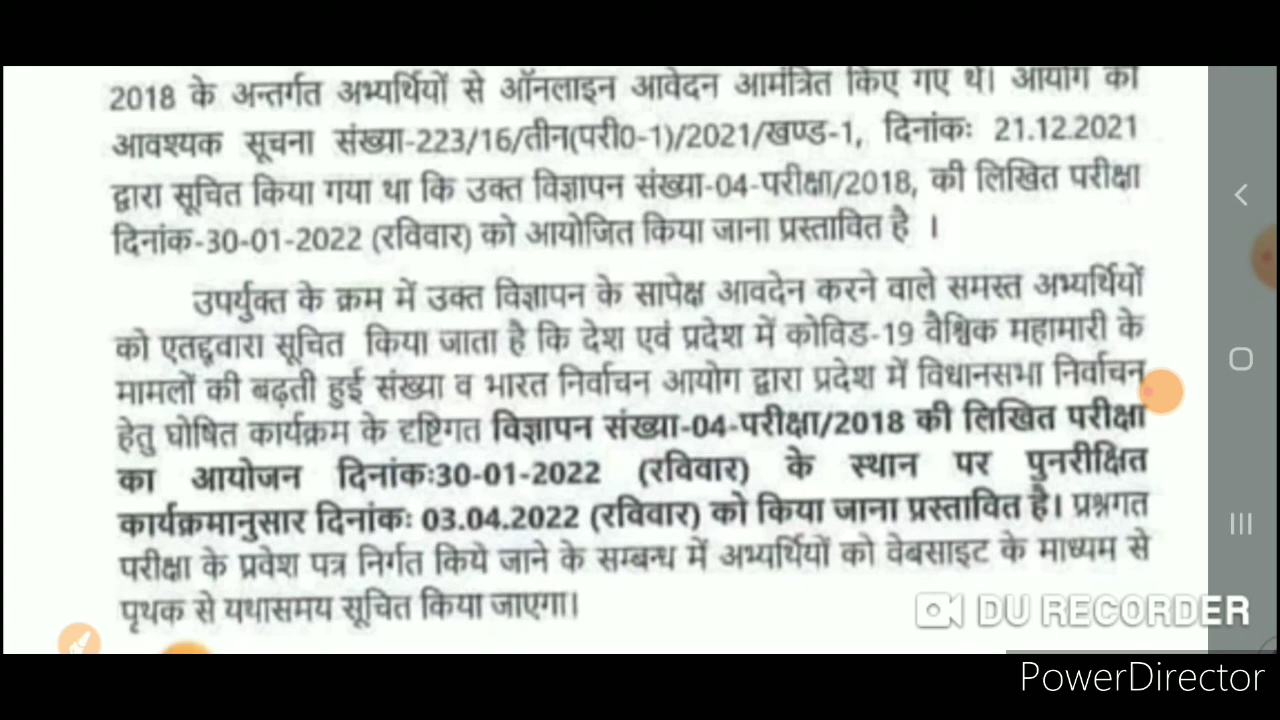 2018 के अन्तर्गत अभ्यर्थियों से ऑनलाइन आवेदन आमंत्रित किए गए थे। आयोग की
आवश्यक सूचना संख्या-223/16/तीन(परी0-1)/2021/खण्ड-1, दिनांकः 21.12.2021
द्वारा सूचित किया गया था कि उक्त विज्ञापन संख्या-04-परीक्षा/2018, की लिखित परीक्षा
दिनांक-30-01-2022 (रविवार) को आयोजित किया जाना प्रस्तावित है ।
उपर्युक्त के क्रम में उक्त विज्ञापन के सापेक्ष आवदेन करने वाले समस्त अभ्यर्थियों
को एतद्द्वारा सूचित किया जाता है कि देश एवं प्रदेश में कोविड-19 वैश्विक महामारी के
मामलों की बढ़ती हुई संख्या व भारत निर्वाचन आयोग द्वारा प्रदेश में विधानसभा निर्वाचन
हेतु घोषित कार्यक्रम के दृष्टिगत विज्ञापन संख्या-04-परीक्षा/2018 की लिखित परीक्षा
का आयोजन दिनांकः30-01-2022 (रविवार) के स्थान पर पुनरीक्षित
कार्यक्रमानुसार दिनांकः 03.04.2022 (रविवार) को किया जाना प्रस्तावित है। प्रश्नगत
परीक्षा के प्रवेश पत्र निर्गत किये जाने के सम्बन्ध में अभ्यर्थियों को वेबसाइट के माध्यम से
पृथक से यथासमय सूचित किया जाएगा।
DU RECORDER
PowerDirector